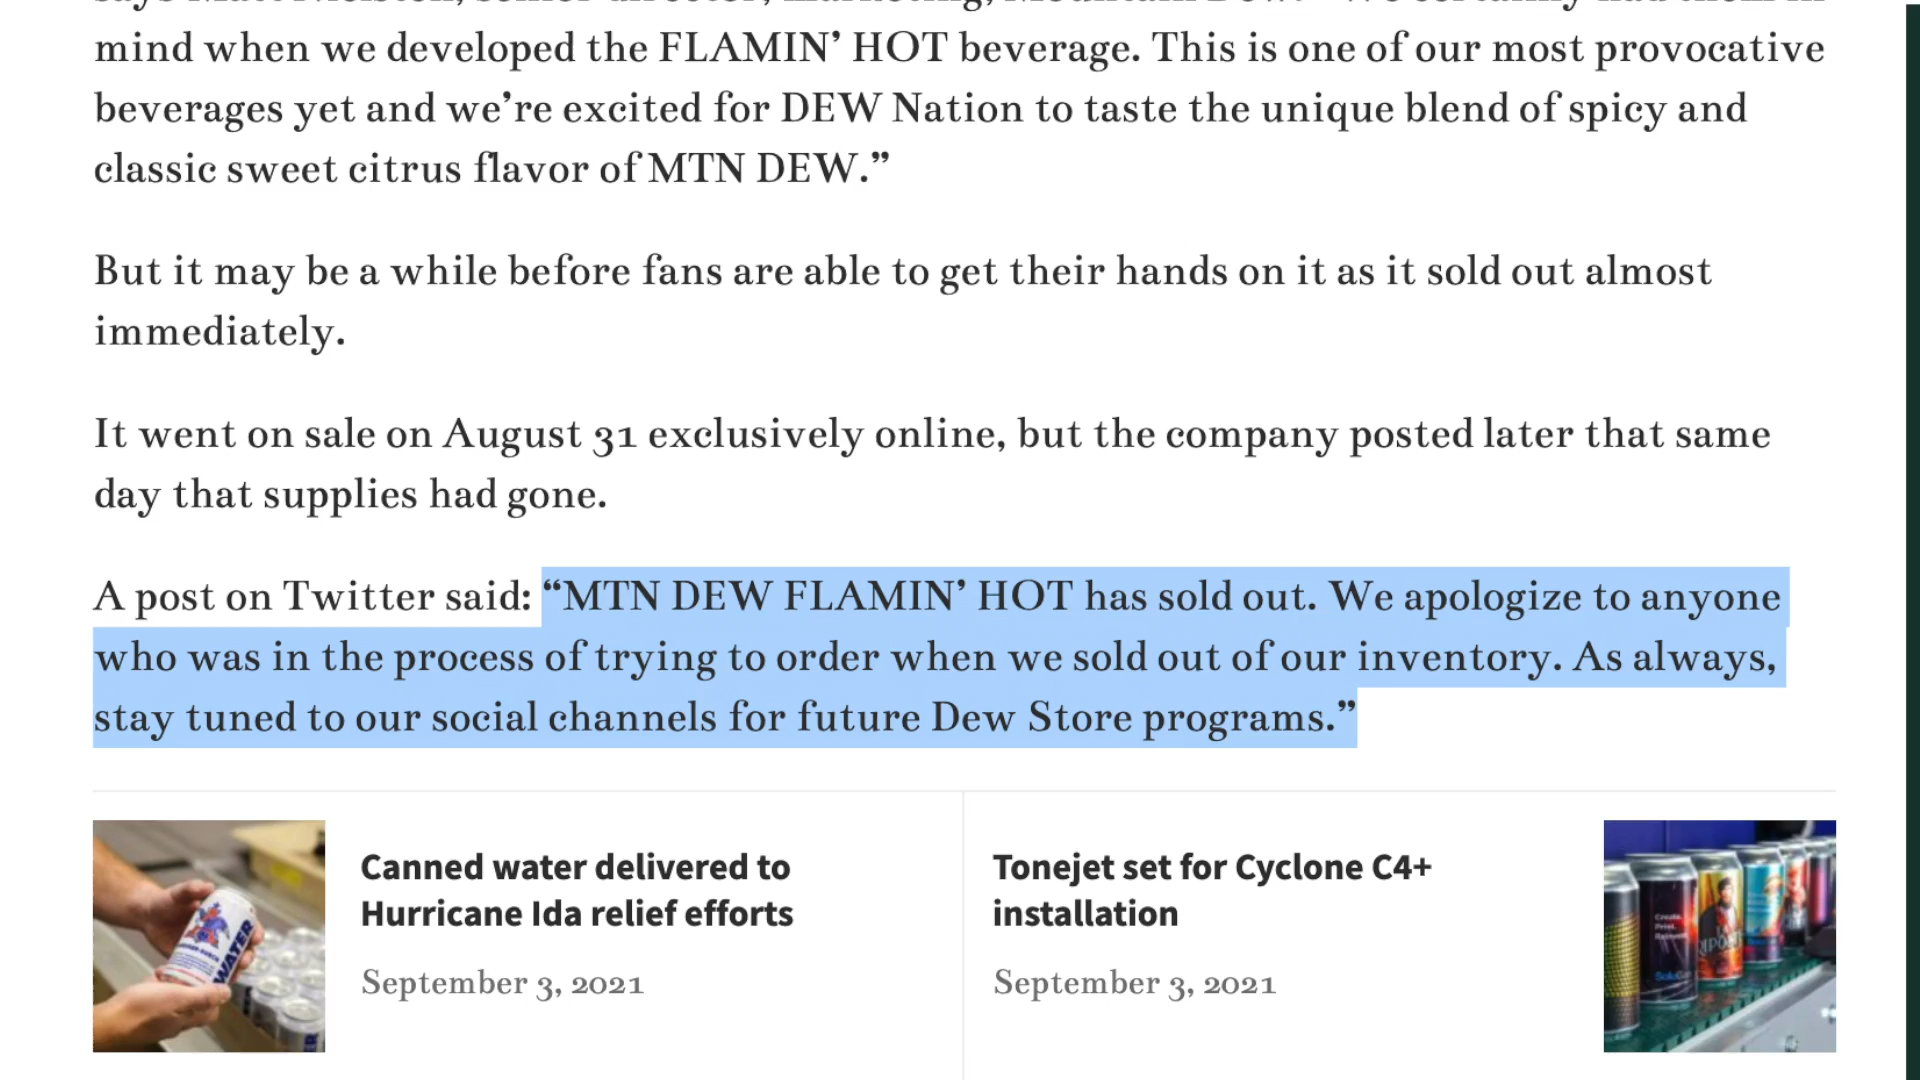 mind when we developed the FLAMIN’ HOT beverage. This is one of our most provocative
beverages yet and we’re excited for DEW Nation to taste the unique blend of spicy and
classic sweet citrus flavor of MTN DEW.”
But it may be a while before fans are able to get their hands on it as it sold out almost
immediately.
It went on sale on August 31 exclusively online, but the company posted later that same
day that supplies had gone.
A post on Twitter said: “MTN DEW FLAMIN’ HOT has sold out. We apologize to anyone
who was in the process of trying to order when we sold out of our inventory. As always,
stay tuned to our social channels for future Dew Store programs.”
Canned water delivered to
Hurricane Ida relief efforts
September 3, 2021
Tonejet set for Cyclone C4+
installation
September 3, 2021
WATER